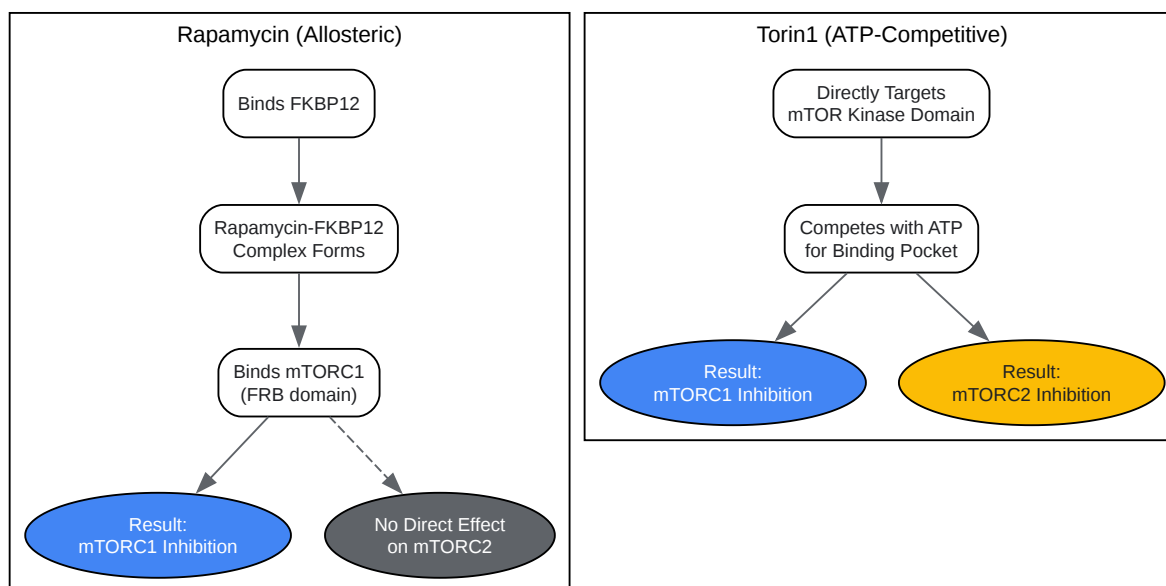 Rapamycin (Allosteric)
Binds FKBP12
Rapamycin-FKBP12
Complex Forms
Binds mTORC1
(FRB domain)
Result:
mTORC1 Inhibition
No Direct Effect
on mTORC2
Torin1 (ATP-Competitive)
Directly Targets
mTOR Kinase Domain
Competes with ATP
for Binding Pocket
Result:
mTORC1 Inhibition
Result:
mTORC2 Inhibition